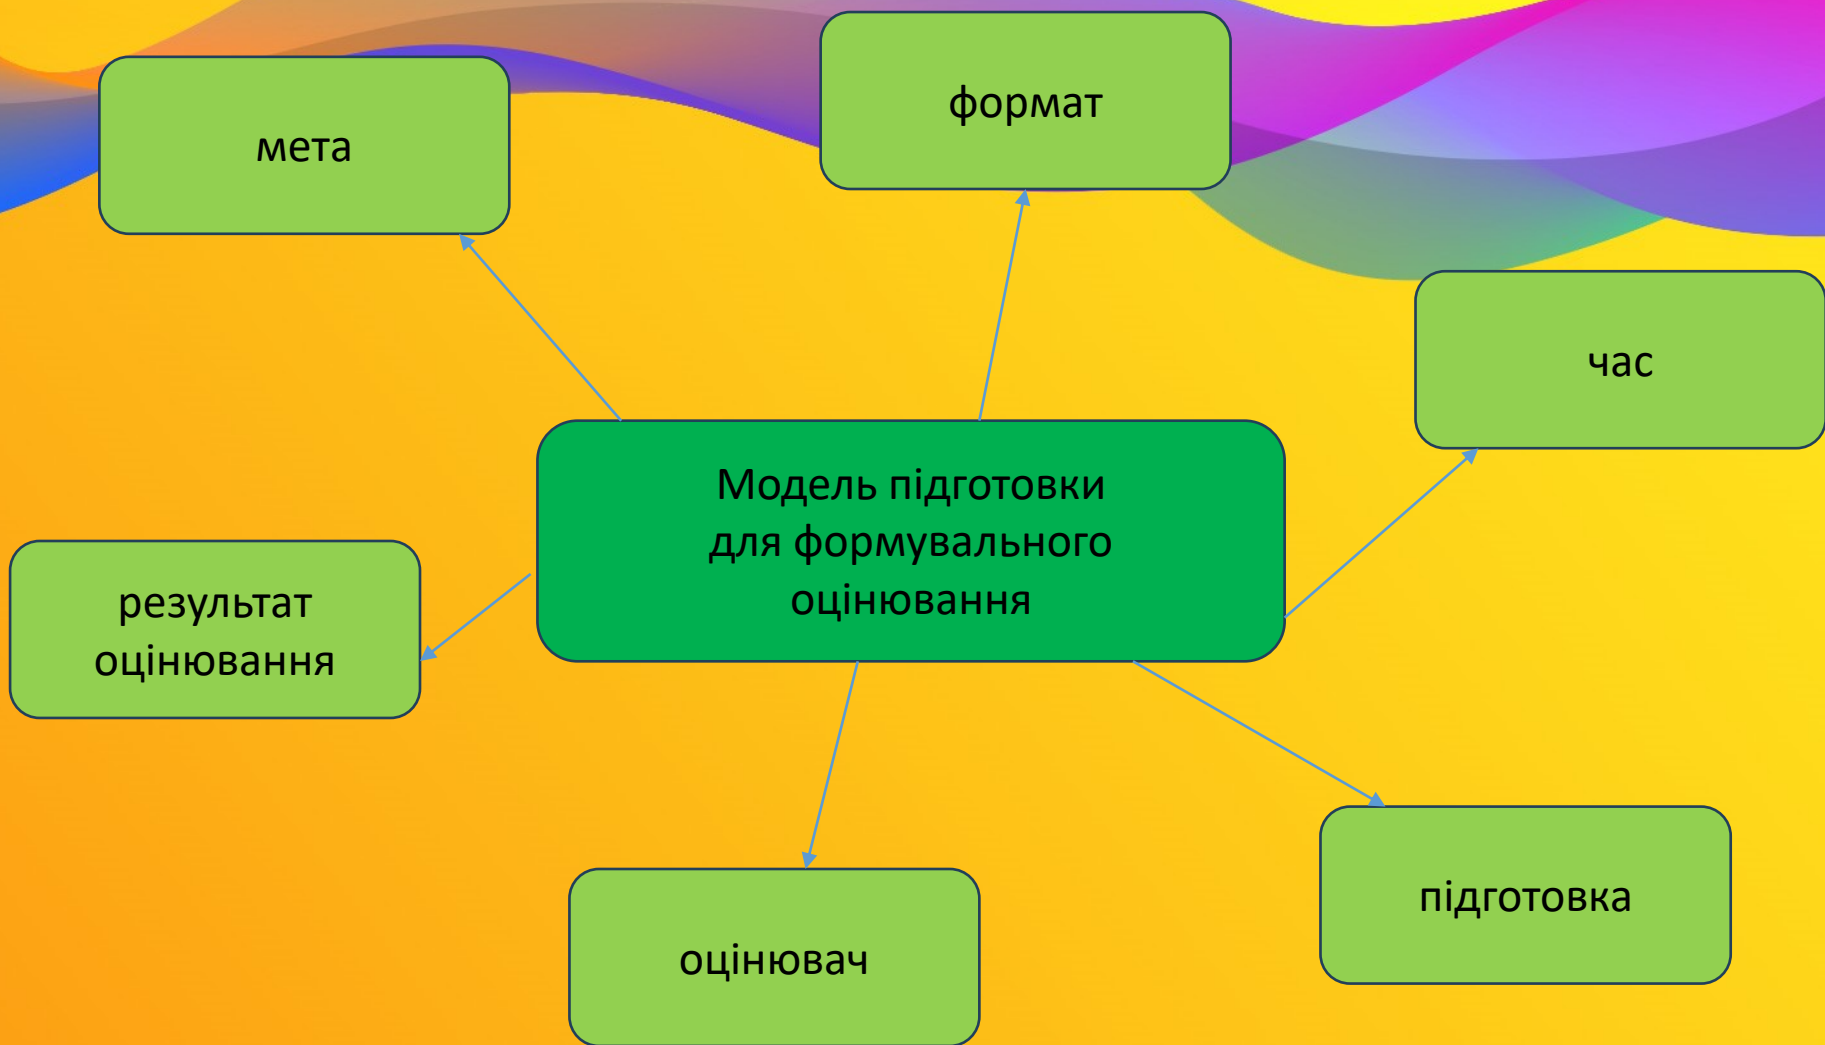 мета
формат
час
Модель підготовки
для формувального
оцінювання
результат
оцінювання
оцінювач
підготовка